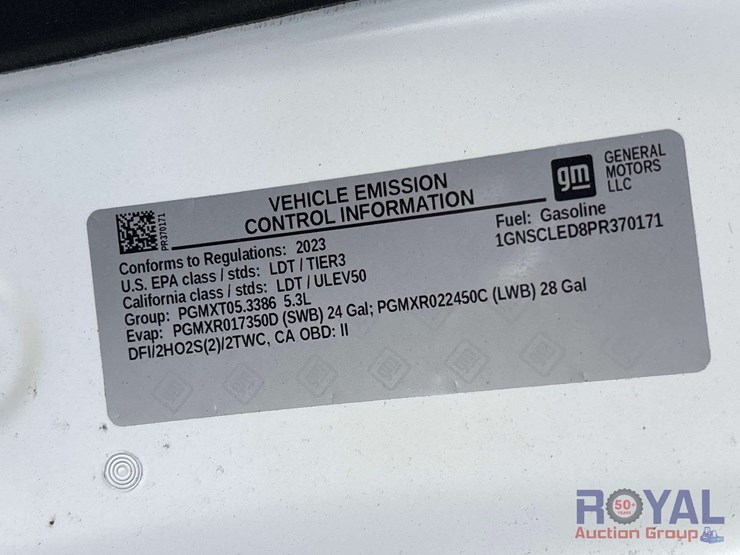 VEHICLE EMISSION
CONTROL INFORMATION
gm
GENERAL
MOTORS
LLC
PR370171
Conforms to Regulations: 2023
Fuel: Gasoline
U.S. EPA class / stds: LDT / TIER3
1GNSCLED8PR370171
California class / stds: LDT / ULEV50
Group: PGMXT05.3386 5.3L
Evap: PGMXR017350D (SWB) 24 Gal; PGMXR022450C (LWB) 28 Gal
DFI/2HO2S(2)/2TWC, CA OBD: II
ROYAL
50+
YEARS
Auction Group